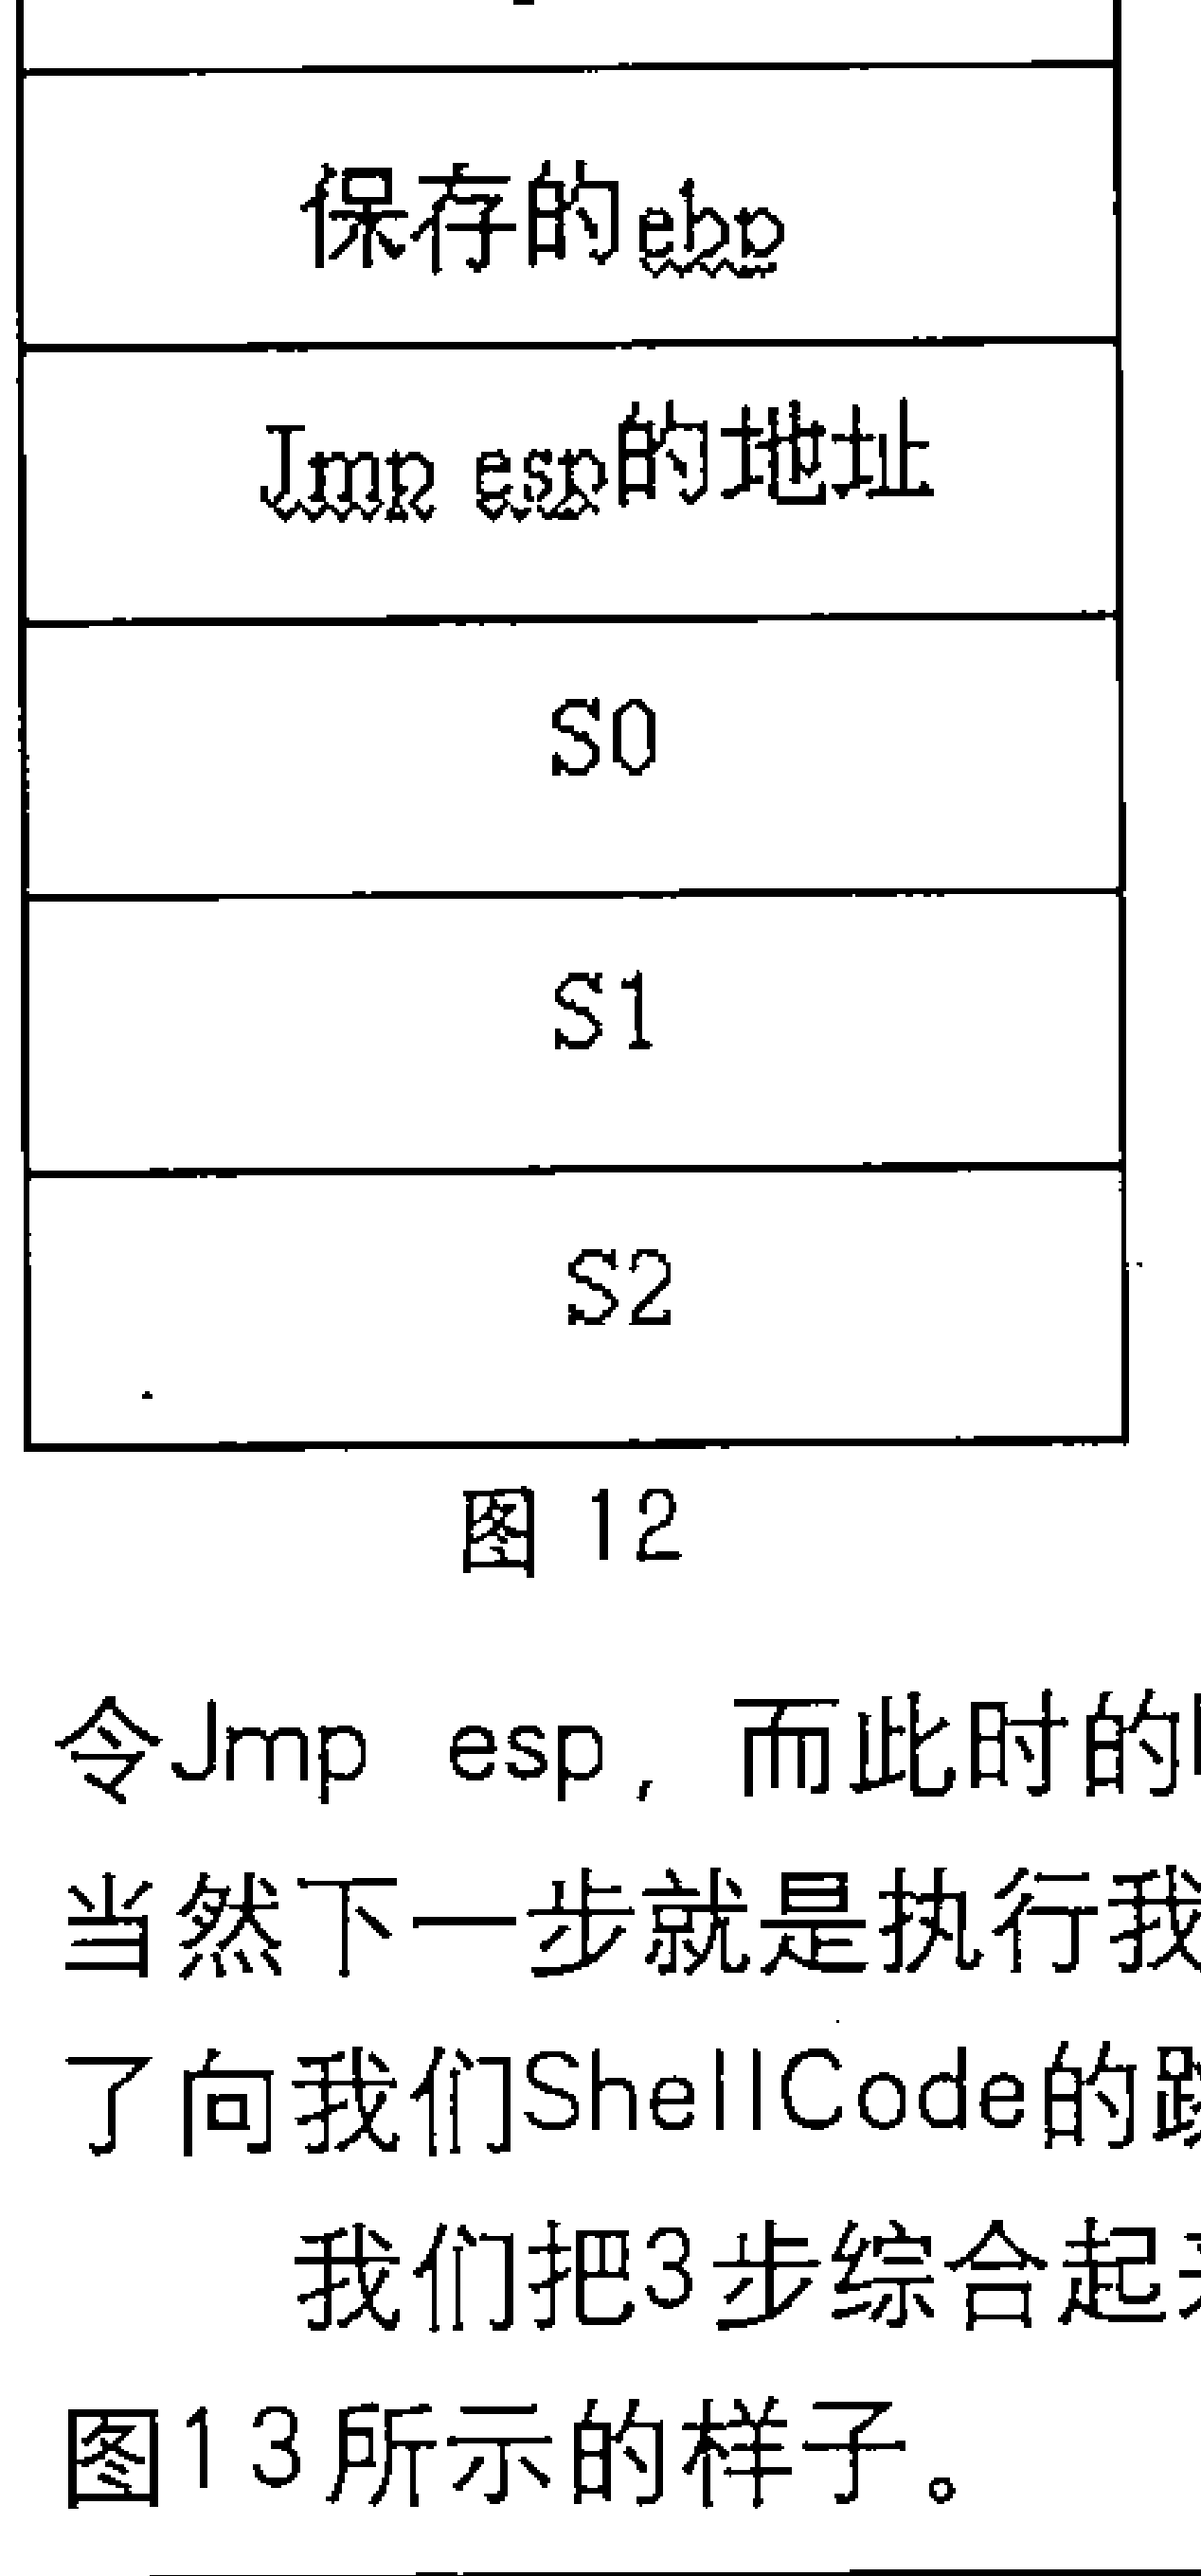 保存的ebp
Jmp esp的地址
S0
S1
S2
图 12
令Jmp esp, 而此时的
当然下一步就是执行我
了向我们ShellCode的跳
我们把3步综合起来
图13所示的样子。